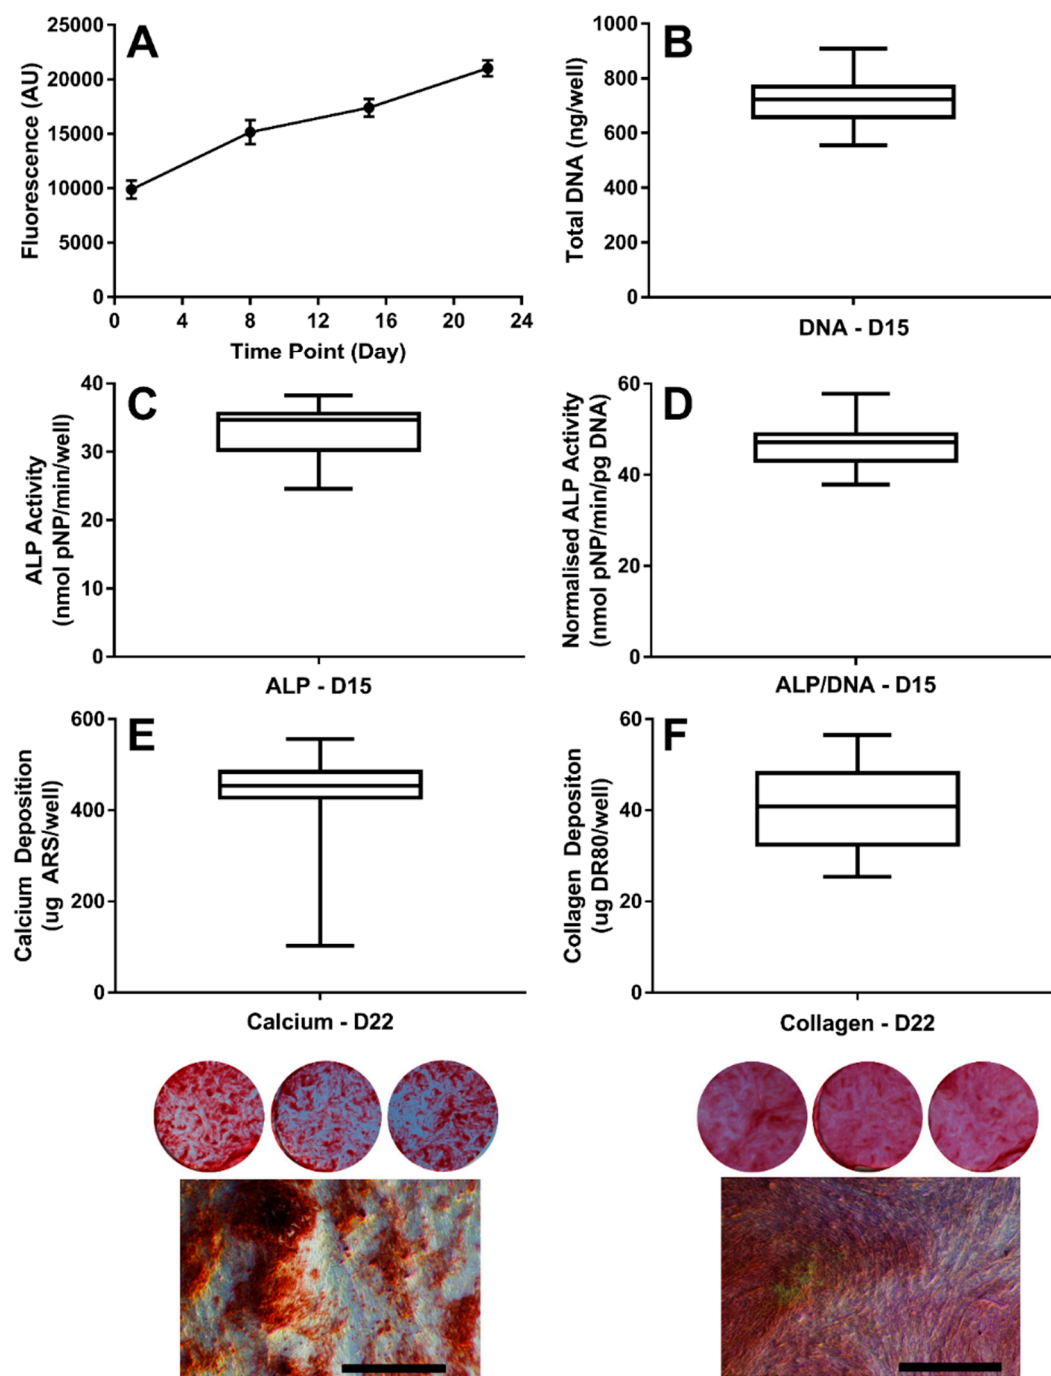 A
Fluorescence (AU)
25000
20000
15000
10000
5000
0
0 4 8 12 16 20 24
Time Point (Day)
B
Total DNA (ng/well)
1000
800
600
400
200
0
DNA - D15
C
ALP Activity
(nmol pNP/min/well)
40
30
20
10
0
ALP - D15
D
Normalised ALP Activity
(nmol pNP/min/pg DNA)
60
40
20
0
ALP/DNA - D15
E
Calcium Deposition
(ug ARS/well)
600
400
200
0
Calcium - D22
F
Collagen Depositon
(ug DR80/well)
60
40
20
0
Collagen - D22